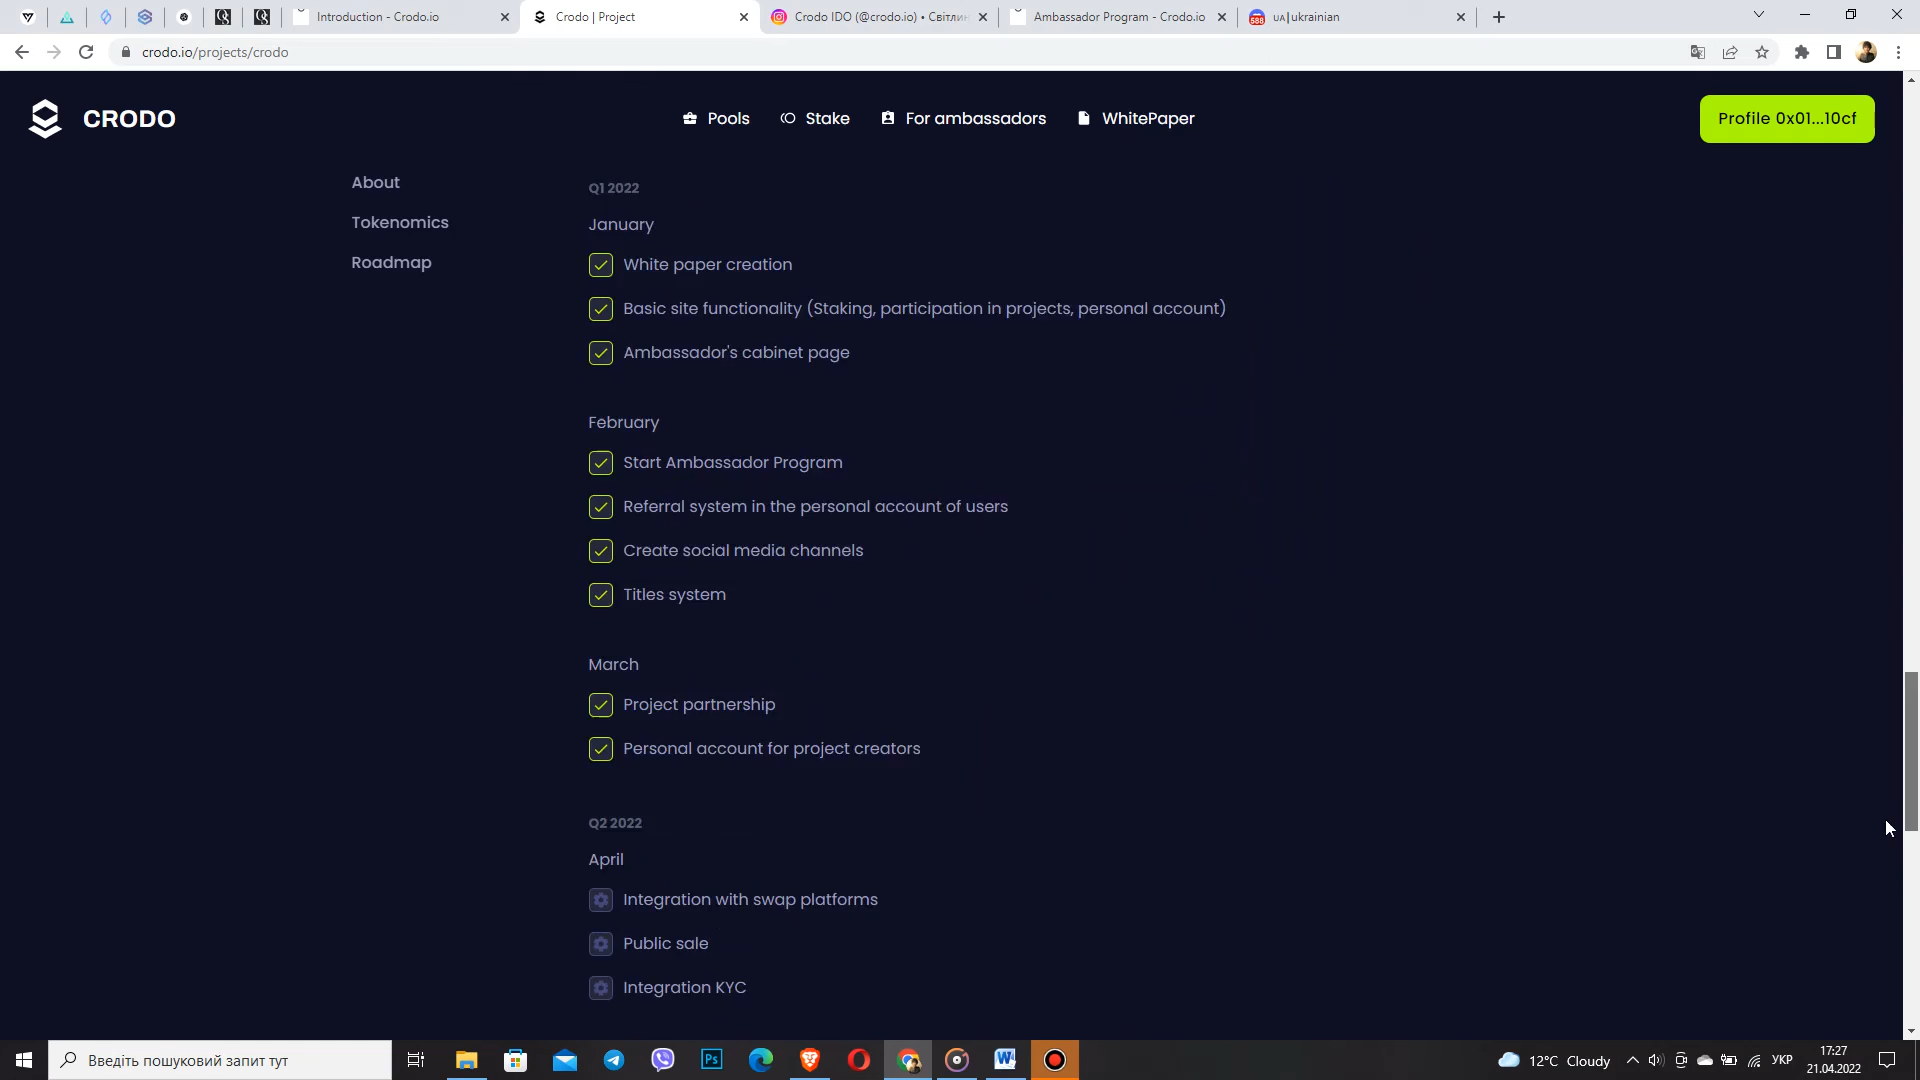 Introduction - Crodo.io
Crodo | Project
Crodo IDO (@crodo.io) • Світлин
Ambassador Program - Crodo.io
588
UA|ukrainian
crodo.io/projects/crodo
CRODO
Pools
Stake
For ambassadors
WhitePaper
Profile 0x01...10cf
About
Tokenomics
Roadmap
Q1 2022
January
White paper creation
Basic site functionality (Staking, participation in projects, personal account)
Ambassador's cabinet page
February
Start Ambassador Program
Referral system in the personal account of users
Create social media channels
Titles system
March
Project partnership
Personal account for project creators
Q2 2022
April
Integration with swap platforms
Public sale
Integration KYC
Введіть пошуковий запит тут
Ps
W
12°C Cloudy
УКР
17:27
21.04.2022